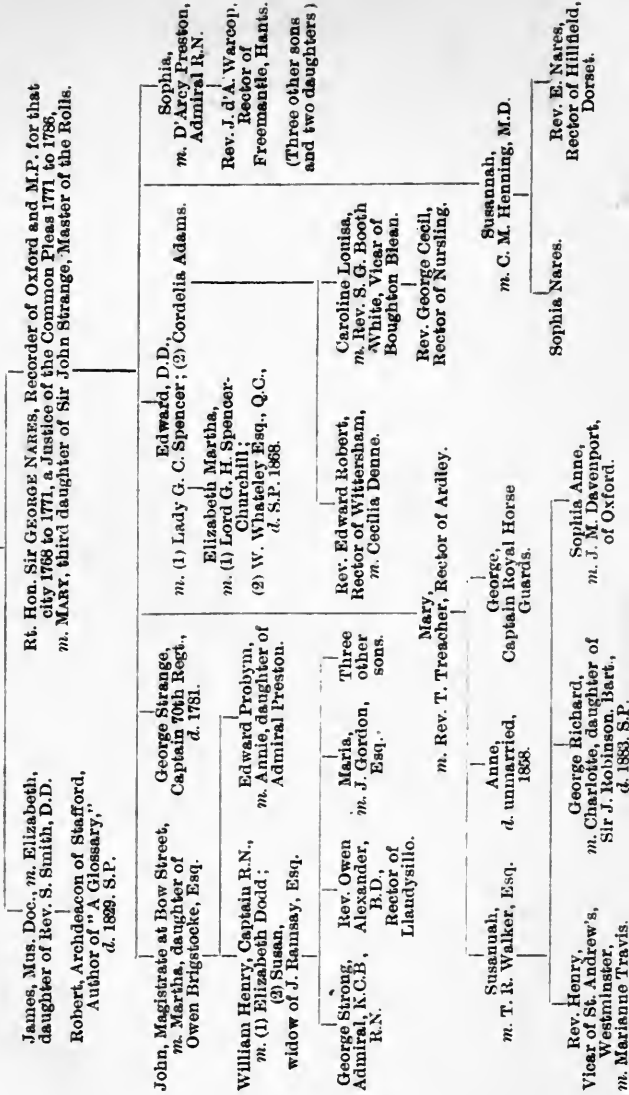 James, Mus. Doc., m. Elizabeth,
daughter of Rev. S. Smith, D.D.
Robert, Archdeacon of Stafford,
Author of "A Glossary,"
d. 1829. S.P.
Rt. Hon. Sir GEORGE NARES, Recorder of Oxford and M.P. for that
city 1768 to 1771, a Justice of the Common Pleas 1771 to 1786,
m. MARY, third daughter of Sir John Strange, Master of the Rolls.
John, Magistrate at Bow Street,
m. Martha, daughter of
Owen Brigstocke, Esq.
George Strange,
Captain 70th Regt.,
d. 1781.
Edward, D.D.,
m. (1) Lady G. C. Spencer; (2) Cordelia Adams.
Sophia,
m. D'Arcy Preston,
Admiral R.N.
Elizabeth Martha,
m. (1) Lord G. H. Spencer-
Churchill;
(2) W. Whateley Esq., Q.C.,
d. S.P. 1868.
Rev. J. d'A. Warcop,
Rector of
Freemantle, Hants.
(Three other sons
and two daughters)
William Henry, Captain R.N.,
m. (1) Elizabeth Dodd;
(2) Susan,
widow of J. Ramsay, Esq.
Edward Probym,
m. Annie, daughter of
Admiral Preston.
Rev. Edward Robert,
Rector of Wittersham,
m. Cecilia Denne.
Caroline Louisa,
m. Rev. S. G. Booth
White, Vicar of
Boughton Blean.
Rev. George Cecil,
Rector of Nursling.
George Strong,
Admiral, K.C.B.,
R.N.
Rev. Owen
Alexander,
B.D.,
Rector of
Llandysillo.
Maria,
m. J. Gordon,
Esq.
Three
other
sons.
Mary,
m. Rev. T. Treacher, Rector of Ardley.
Susannah,
m. C. M. Henning, M.D.
Susanuah,
m. T. R. Walker, Esq.
Anne,
d. unmarried,
1858.
George,
Captain Royal Horse
Guards.
Sophia Nares.
Rev. E. Nares,
Rector of Hillfield,
Dorset.
Rev. Henry,
Vicar of St. Andrew's,
Westminster,
m. Marianne Travis.
George Richard,
m. Charlotte, daughter of
Sir J. Robinson. Bart.,
d. 1883. S.P.
Sophia Anne,
m. J. M. Davenport,
of Oxford.